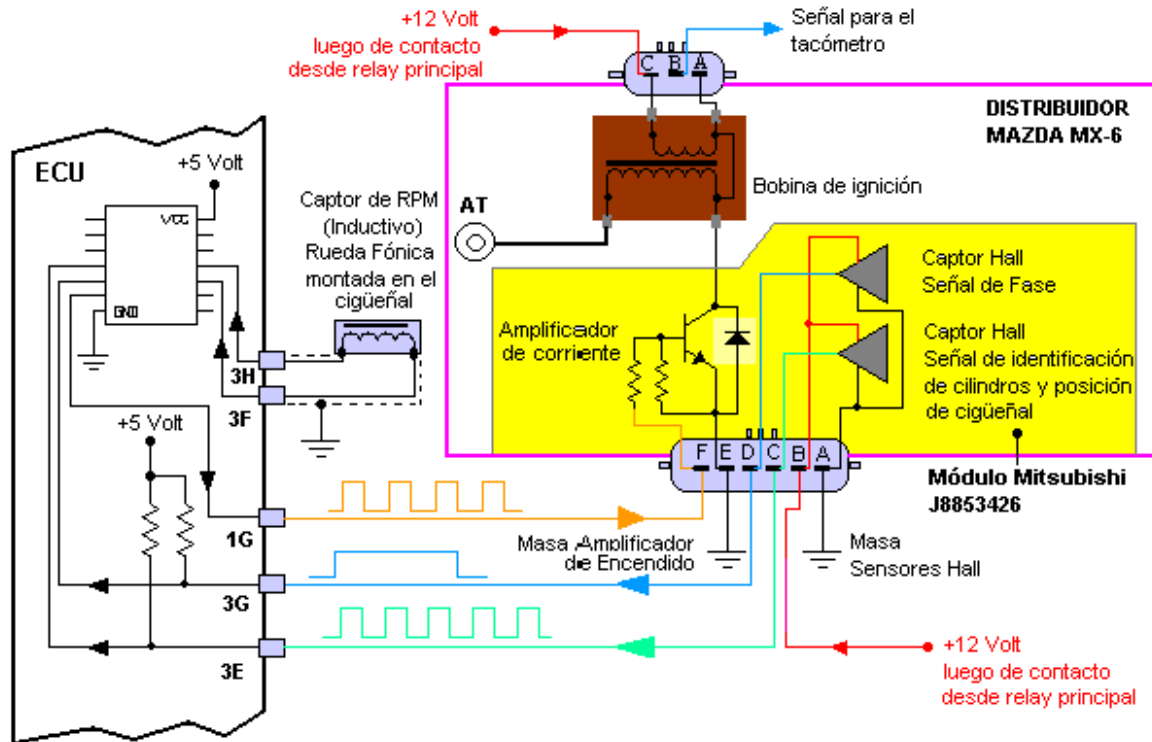 +12 Volt
luego de contacto
desde relay principal
Señal para el
tacómetro
C B A
DISTRIBUIDOR
MAZDA MX-6
ECU
+5 Volt
VCC
GND
Captor de RPM
(Inductivo)
Rueda Fónica
montada en el
cigüeñal
AT
Bobina de ignición
Captor Hall
Señal de Fase
Amplificador
de corriente
Captor Hall
Señal de identificación
de cilindros y posición
de cigüeñal
3H
3F
+5 Volt
F E D C B A
Módulo Mitsubishi
J8853426
1G
Masa Amplificador
de Encendido
Masa
Sensores Hall
3G
3E
+12 Volt
luego de contacto
desde relay principal